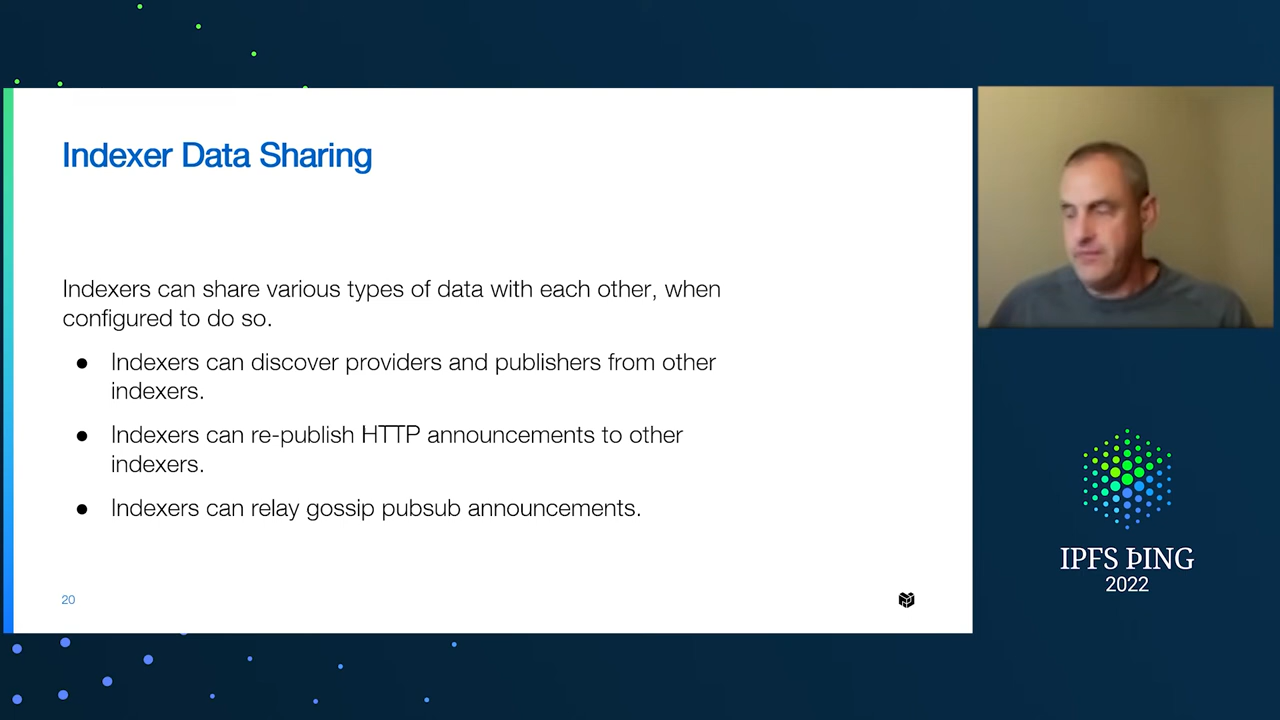 Indexer Data Sharing
Indexers can share various types of data with each other, when
configured to do so.
● Indexers can discover providers and publishers from other
indexers.
● Indexers can re-publish HTTP announcements to other
indexers.
● Indexers can relay gossip pubsub announcements.
20
IPFS ÞING
2022